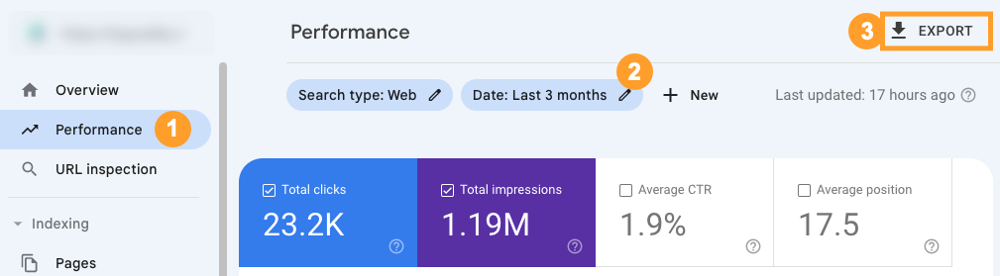 Performance
3
EXPORT
Overview
Performance
1
URL inspection
Indexing
Pages
Search type: Web
Date: Last 3 months
2
New
Last updated: 17 hours ago
Total clicks
23.2K
Total impressions
1.19M
Average CTR
1.9%
Average position
17.5